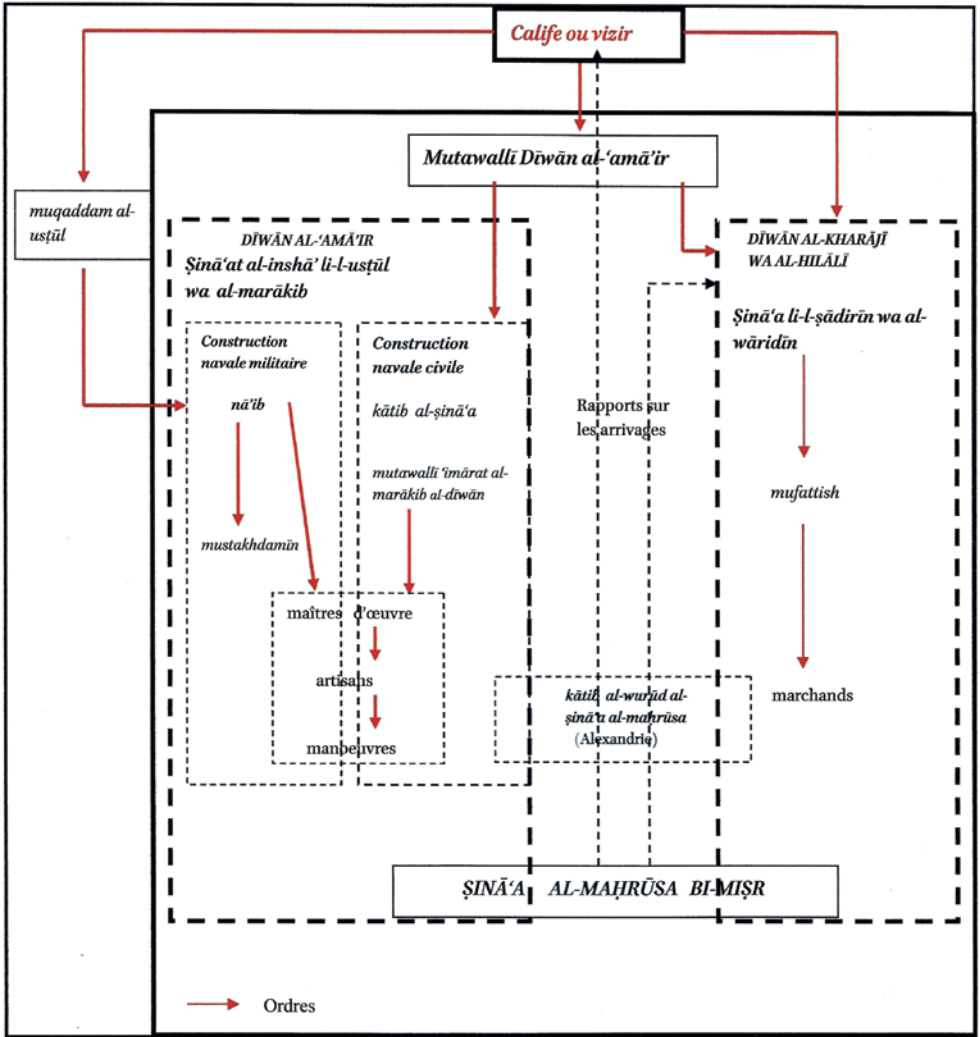 Calife ou vizir
Mutawallī Dīwān al-‘amā’ir
muqaddam al-
usṭūl
DĪWĀN AL-‘AMĀ’IR
Ṣinā‘at al-inshā’ li-l-usṭūl
wa al-marākib
DĪWĀN AL-KHARĀJĪ
WA AL-HILĀLĪ
Ṣinā‘a li-l-ṣādirīn wa al-
wāridīn
Construction
navale militaire
nā’ib
mustakhdamīn
Construction
navale civile
kātib al-ṣinā‘a
mutawallī ‘imārat al-
marākib al-dīwān
Rapports sur
les arrivages
mufattish
maîtres d’œuvre
artisans
manoeuvres
kātib al-wurūd al-
ṣinā‘a al-maḥrūsa
(Alexandrie)
marchands
ṢINĀ‘A AL-MAḤRŪSA BI-MIṢR
Ordres